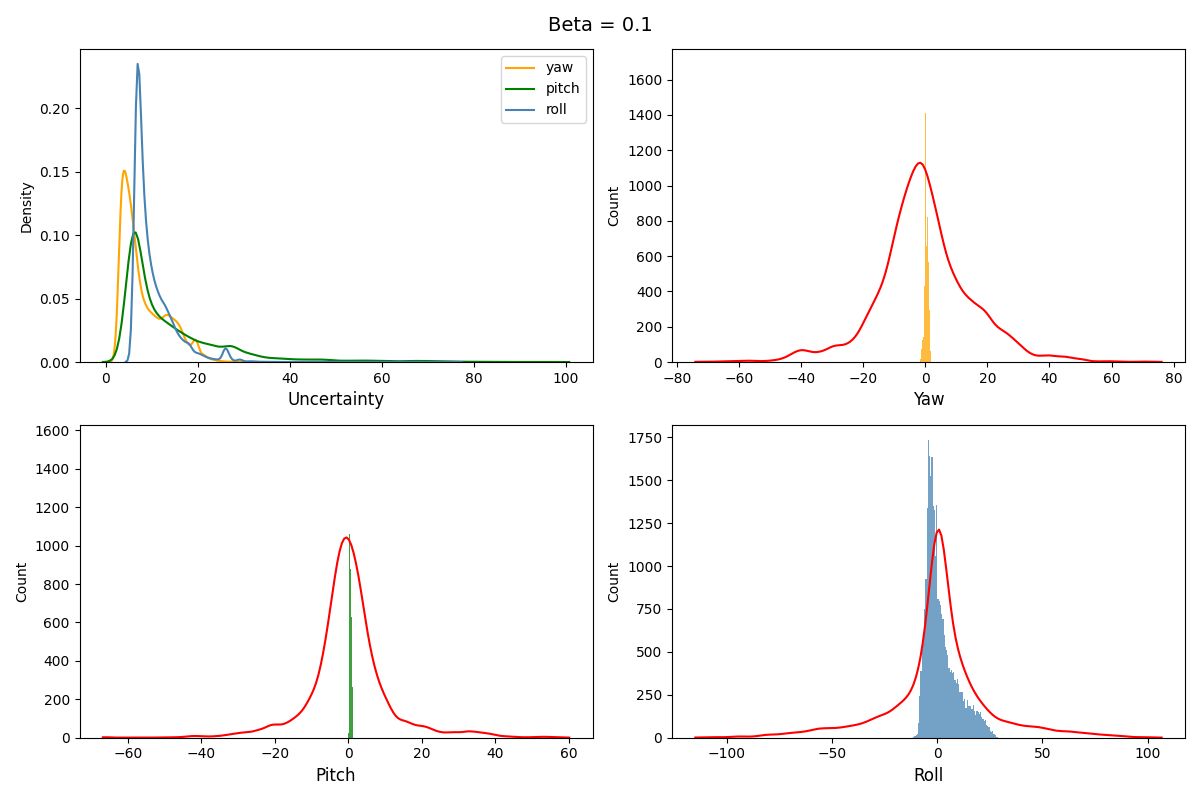 Beta = 0.1
yaw
pitch
roll
0.20
0.15
0.10
0.05
0.00
Density
0 20 40 60 80 100
Uncertainty
1600
1400
1200
1000
800
600
400
200
0
Count
−80 −60 −40 −20 0 20 40 60 80
Yaw
1600
1400
1200
1000
800
600
400
200
0
Count
−60 −40 −20 0 20 40 60
Pitch
1750
1500
1250
1000
750
500
250
0
Count
−100 −50 0 50 100
Roll